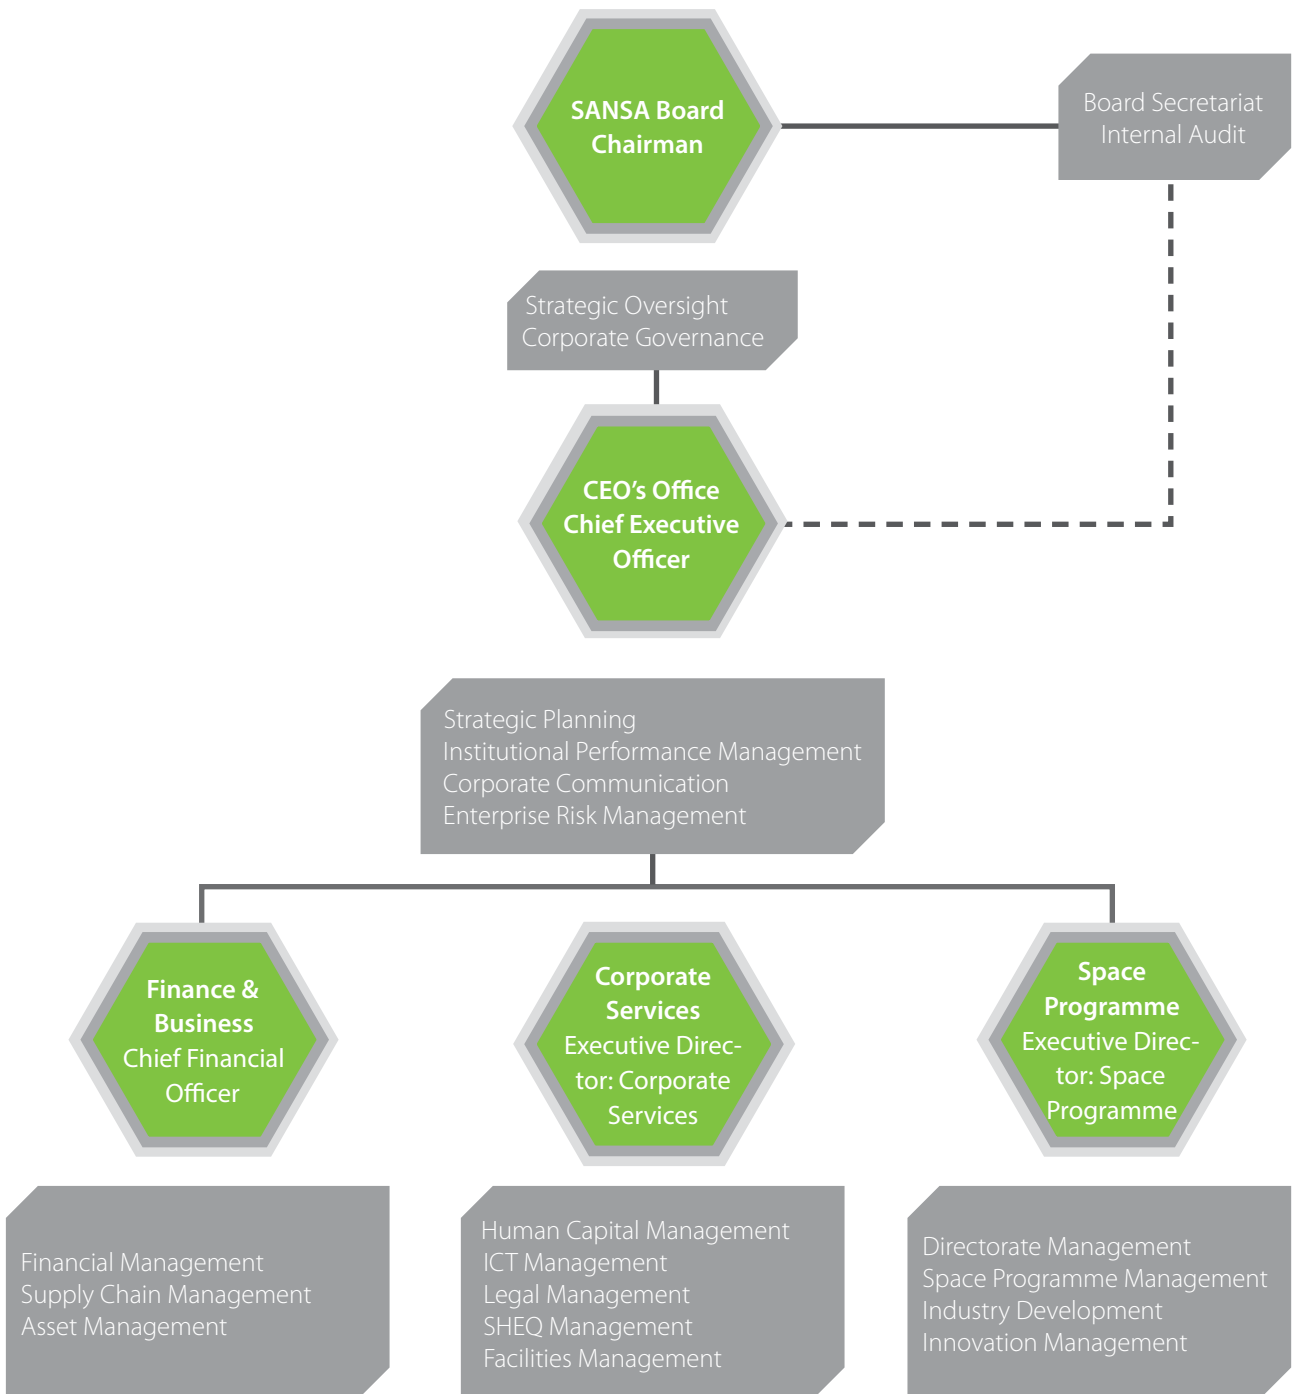 SANSA Board
Chairman
Board Secretariat
Internal Audit
Strategic Oversight
Corporate Governance
CEO’s Office
Chief Executive
Officer
Strategic Planning
Institutional Performance Management
Corporate Communication
Enterprise Risk Management
Finance &
Business
Chief Financial
Officer
Corporate
Services
Executive Direc-
tor: Corporate
Services
Space
Programme
Executive Direc-
tor: Space
Programme
Financial Management
Supply Chain Management
Asset Management
Human Capital Management
ICT Management
Legal Management
SHEQ Management
Facilities Management
Directorate Management
Space Programme Management
Industry Development
Innovation Management